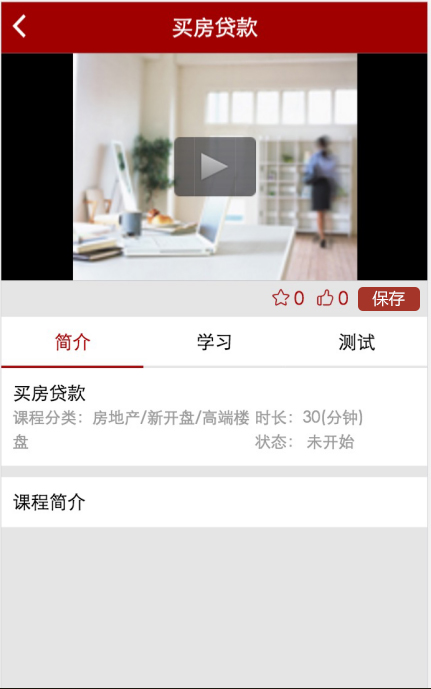 买房贷款
0 0 保存
简介 学习 测试
买房贷款
课程分类：房地产/新开盘/高端楼 时长：30(分钟)
盘 状态： 未开始
课程简介